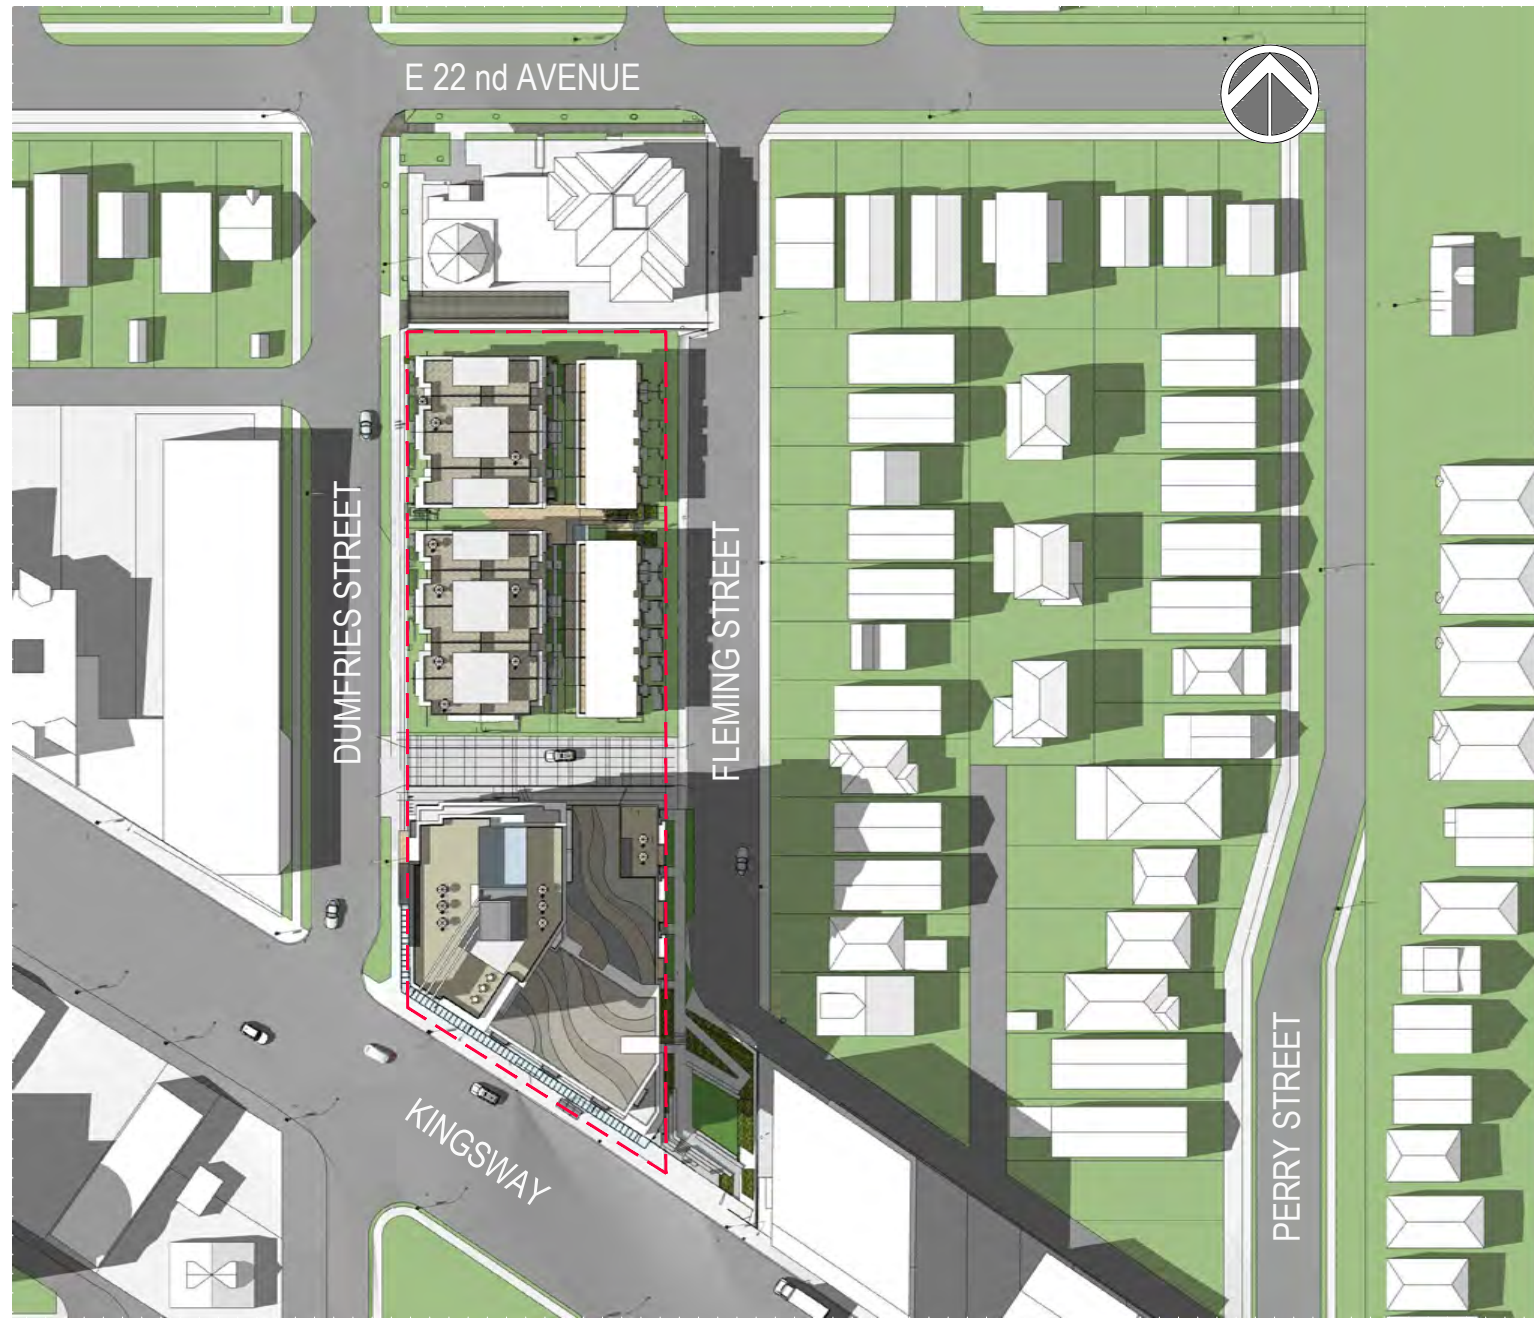 E 22 nd AVENUE
DUMFRIES STREET
FLEMING STREET
KINGSWAY
PERRY STREET